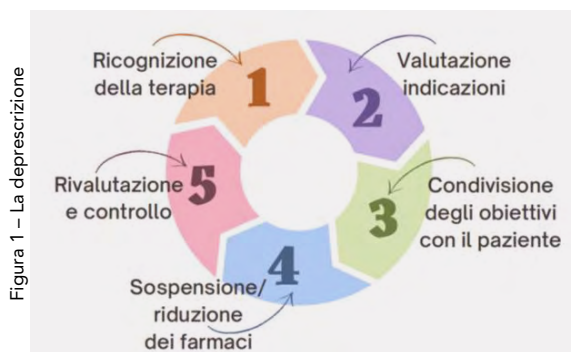 Figura 1 – La deprescrizione
1
Ricognizione
della terapia
2
Valutazione
indicazioni
3
Condivisione
degli obiettivi
con il paziente
4
Sospensione/
riduzione
dei farmaci
5
Rivalutazione
e controllo